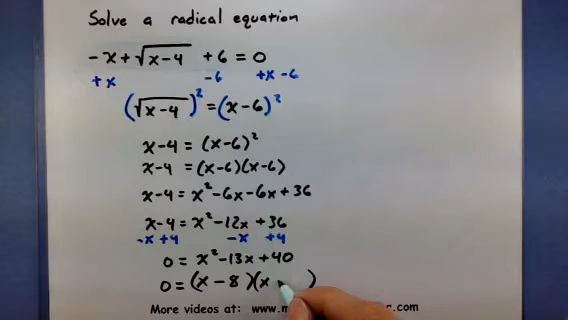 Solve a radical equation
-x + √x-4 + 6 = 0
+x -6 +x -6
(√x-4)² = (x-6)²
x-4 = (x-6)²
x-4 = (x-6)(x-6)
x-4 = x²-6x-6x+36
x-4 = x²-12x+36
-x +4 -x +4
0 = x²-13x+40
0 = (x - 8)(x )
More videos at: www.m om